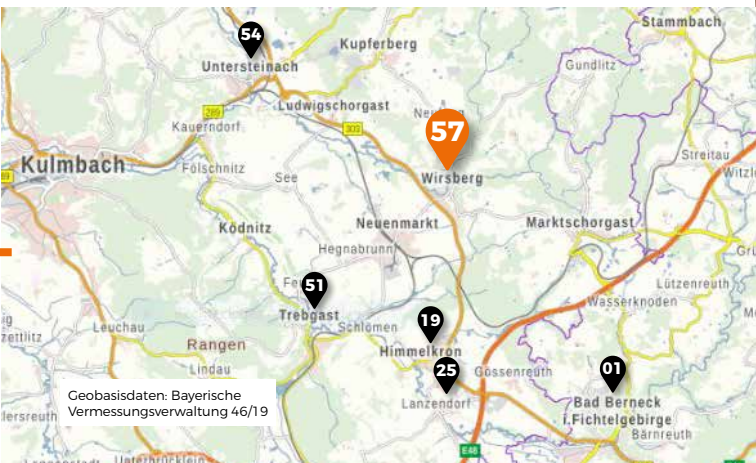 Stammbach
54
Kupferberg
Untersteinach
Gundlitz
289
Ludwigschorgast
Kauerndorf
303
57
Kulmbach
Fölschnitz
See
Wirsberg
Streitau
Ködnitz
Neuenmarkt
Marktschorgast
Hegnabrunn
51
Lützenreuth
Wasserknoden
Trebgast
Schlömen
19
Leuchau
Rangen
Himmelkron
Lindau
25
Gössenreuth
01
Geobasisdaten: Bayerische
Vermessungsverwaltung 46/19
Lanzendorf
Bad Berneck
i.Fichtelgebirge
Bärnreuth
E48